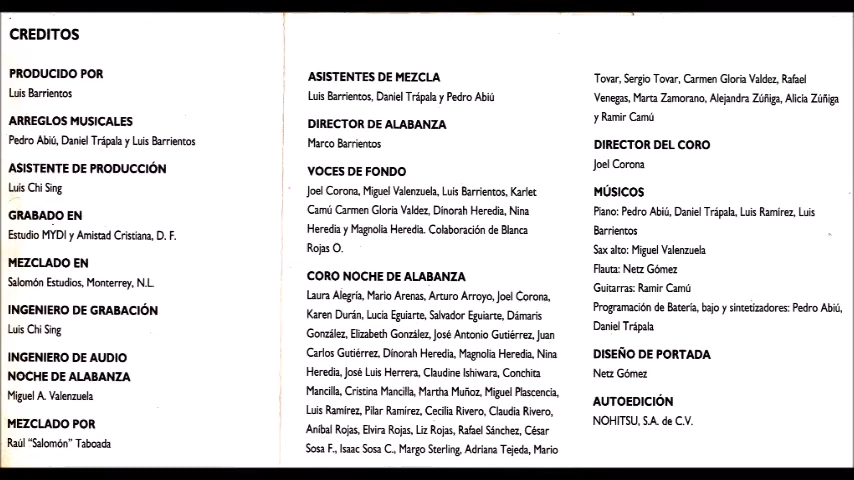 CREDITOS
PRODUCIDO POR
Luis Barrientos
ARREGLOS MUSICALES
Pedro Abiú, Daniel Trápala y Luis Barrientos
ASISTENTE DE PRODUCCIÓN
Luis Chi Sing
GRABADO EN
Estudio MYDI y Amistad Cristiana, D. F.
MEZCLADO EN
Salomón Estudios, Monterrey, N.L.
INGENIERO DE GRABACIÓN
Luis Chi Sing
INGENIERO DE AUDIO
NOCHE DE ALABANZA
Miguel A. Valenzuela
MEZCLADO POR
Raúl "Salomón" Taboada
ASISTENTES DE MEZCLA
Luis Barrientos, Daniel Trápala y Pedro Abiú
DIRECTOR DE ALABANZA
Marco Barrientos
VOCES DE FONDO
Joel Corona, Miguel Valenzuela, Luis Barrientos, Karlet
Camú Carmen Gloria Valdez, Dínorah Heredia, Nina
Heredia y Magnolia Heredia. Colaboración de Blanca
Rojas O.
CORO NOCHE DE ALABANZA
Laura Alegría, Mario Arenas, Arturo Arroyo, Joel Corona,
Karen Durán, Lucía Eguiarte, Salvador Eguiarte, Dámaris
González, Elizabeth González, José Antonio Gutiérrez, Juan
Carlos Gutiérrez, Dínorah Heredia, Magnolia Heredia, Nina
Heredia, José Luis Herrera, Claudine Ishiwara, Conchita
Mancilla, Cristina Mancilla, Martha Muñoz, Miguel Plascencia,
Luis Ramírez, Pilar Ramírez, Cecilia Rivero, Claudia Rivero,
Aníbal Rojas, Elvira Rojas, Liz Rojas, Rafael Sánchez, César
Sosa F., Isaac Sosa C., Margo Sterling, Adriana Tejeda, Mario
Tovar, Sergio Tovar, Carmen Gloria Valdez, Rafael
Venegas, Marta Zamorano, Alejandra Zúñiga, Alicia Zúñiga
y Ramir Camú
DIRECTOR DEL CORO
Joel Corona
MÚSICOS
Piano: Pedro Abiú, Daniel Trápala, Luis Ramírez, Luis
Barrientos
Sax alto: Miguel Valenzuela
Flauta: Netz Gómez
Guitarras: Ramir Camú
Programación de Batería, bajo y sintetizadores: Pedro Abiú,
Daniel Trápala
DISEÑO DE PORTADA
Netz Gómez
AUTOEDICIÓN
NOHITSU, S.A. de C.V.